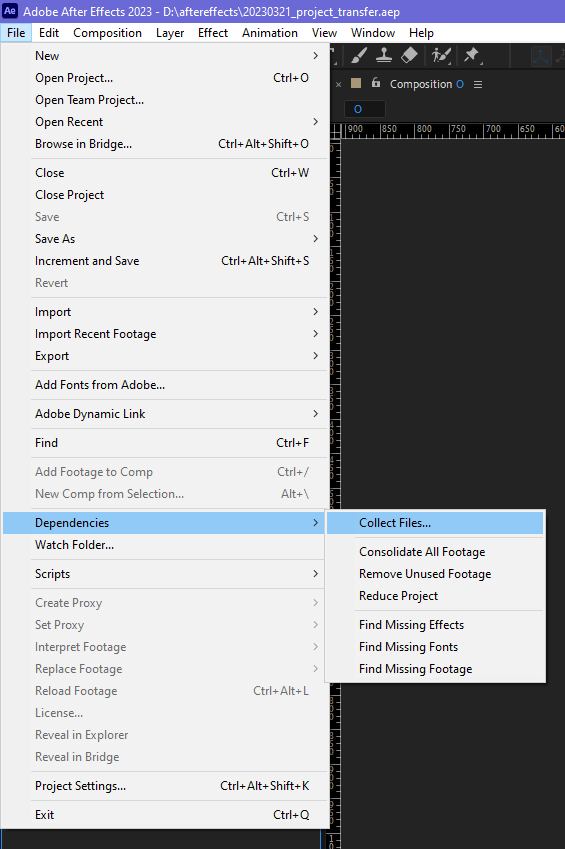 Ae Adobe After Effects 2023 - D:\aftereffects\20230321_project_transfer.aep
File Edit Composition Layer Effect Animation View Window Help
New
Open Project... Ctrl+O
Open Team Project...
Open Recent
Browse in Bridge... Ctrl+Alt+Shift+O
Close Ctrl+W
Close Project
Save Ctrl+S
Save As
Increment and Save Ctrl+Alt+Shift+S
Revert
Import
Import Recent Footage
Export
Add Fonts from Adobe...
Adobe Dynamic Link
Find Ctrl+F
Add Footage to Comp Ctrl+/
New Comp from Selection... Alt+\
Dependencies
Watch Folder...
Scripts
Create Proxy
Set Proxy
Interpret Footage
Replace Footage
Reload Footage Ctrl+Alt+L
License...
Reveal in Explorer
Reveal in Bridge
Project Settings... Ctrl+Alt+Shift+K
Exit Ctrl+Q
Collect Files...
Consolidate All Footage
Remove Unused Footage
Reduce Project
Find Missing Effects
Find Missing Fonts
Find Missing Footage
Composition O
O
900 850 800 750 700 650